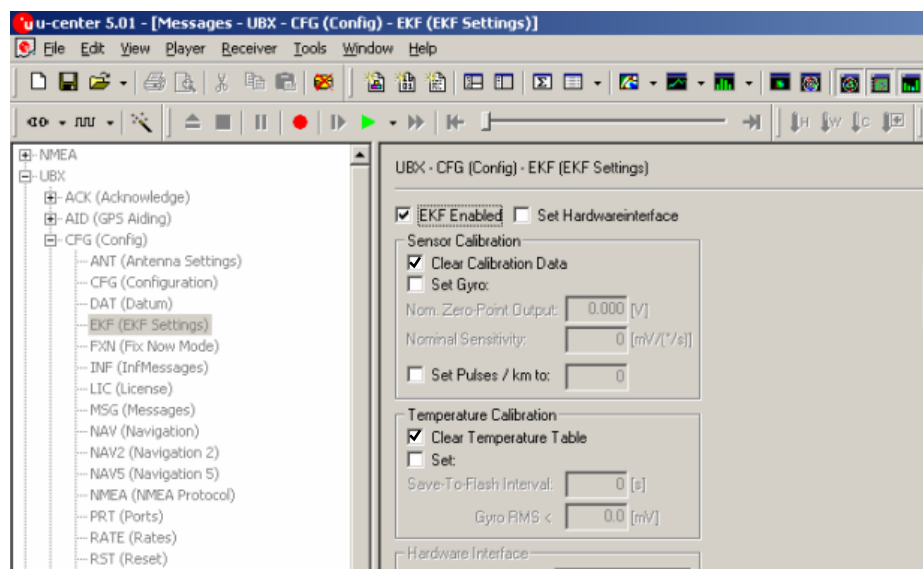 u-center 5.01 - [Messages - UBX - CFG (Config) - EKF (EKF Settings)]
File Edit View Player Receiver Tools Window Help
H W C
NMEA
UBX
ACK (Acknowledge)
AID (GPS Aiding)
CFG (Config)
ANT (Antenna Settings)
CFG (Configuration)
DAT (Datum)
EKF (EKF Settings)
FXN (Fix Now Mode)
INF (InfMessages)
LIC (License)
MSG (Messages)
NAV (Navigation)
NAV2 (Navigation 2)
NAV5 (Navigation 5)
NMEA (NMEA Protocol)
PRT (Ports)
RATE (Rates)
RST (Reset)
UBX - CFG (Config) - EKF (EKF Settings)
EKF Enabled Set Hardwareinterface
Sensor Calibration
Clear Calibration Data
Set Gyro:
Nom. Zero-Point Output: 0.000 [V]
Nominal Sensitivity: 0 [mV/(°/s)]
Set Pulses / km to: 0
Temperature Calibration
Clear Temperature Table
Set:
Save-To-Flash Interval: 0 [s]
Gyro RMS < 0.0 [mV]
Hardware Interface